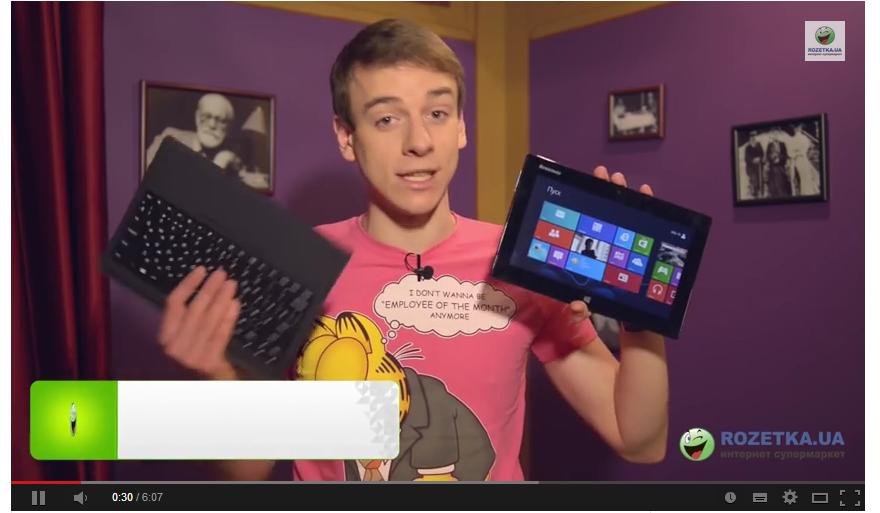 ROZETKA.UA
интернет супермаркет
Lenovo
Пуск
I DON'T WANNA BE
"EMPLOYEE OF THE MONTH"
ANYMORE
ROZETKA.UA
интернет супермаркет
0:30 / 6:07